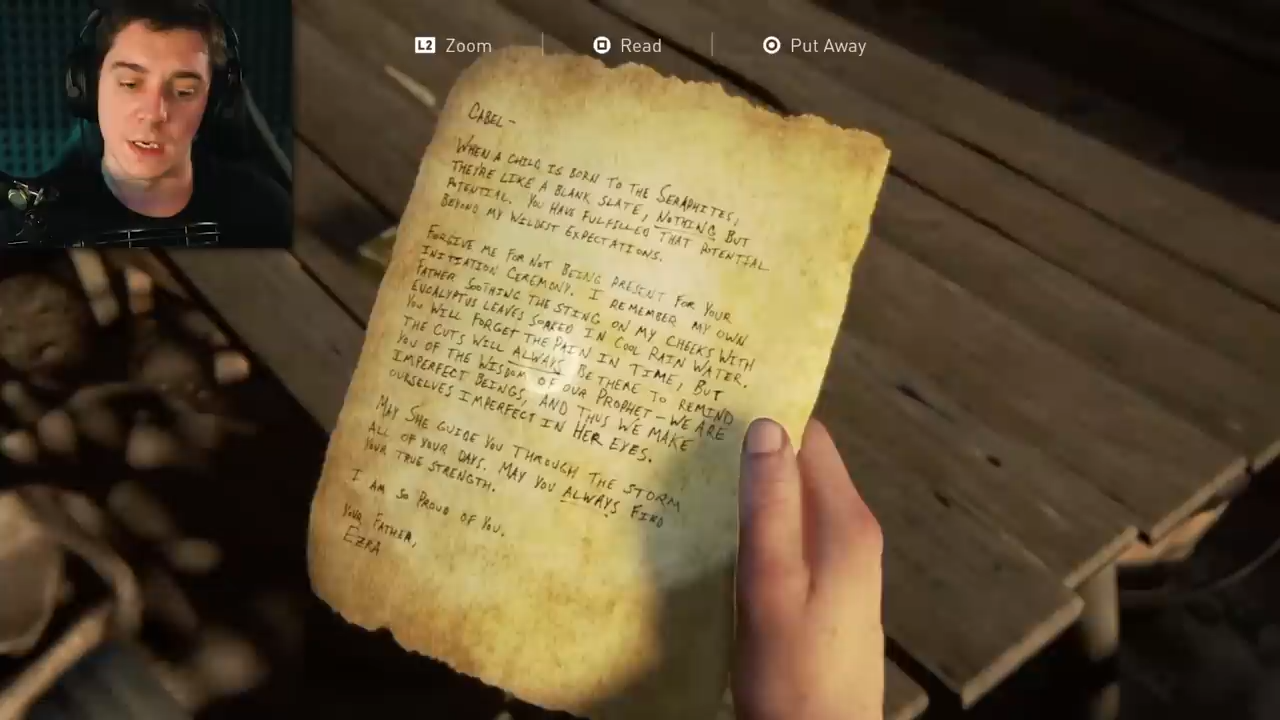 L2 Zoom
Read
Put Away
CABEL-
WHEN A CHILD IS BORN TO THE SERAPHITES,
THEY'RE LIKE A BLANK SLATE, NOTHING BUT
POTENTIAL. YOU HAVE FULFILLED THAT POTENTIAL
BEYOND MY WILDEST EXPECTATIONS.
FORGIVE ME FOR NOT BEING PRESENT FOR YOUR
INITIATION CEREMONY. I REMEMBER MY OWN
FATHER SOOTHING THE STING ON MY CHEEKS WITH
EUCALYPTUS LEAVES SOAKED IN COOL RAIN WATER.
YOU WILL FORGET THE PAIN IN TIME, BUT
THE CUTS WILL ALWAYS BE THERE TO REMIND
YOU OF THE WISDOM OF OUR PROPHET - WE ARE
IMPERFECT BEINGS, AND THUS WE MAKE
OURSELVES IMPERFECT IN HER EYES.
MAY SHE GUIDE YOU THROUGH THE STORM
ALL OF YOUR DAYS. MAY YOU ALWAYS FIND
YOUR TRUE STRENGTH.
I AM SO PROUD OF YOU.
YOUR FATHER,
EZRA